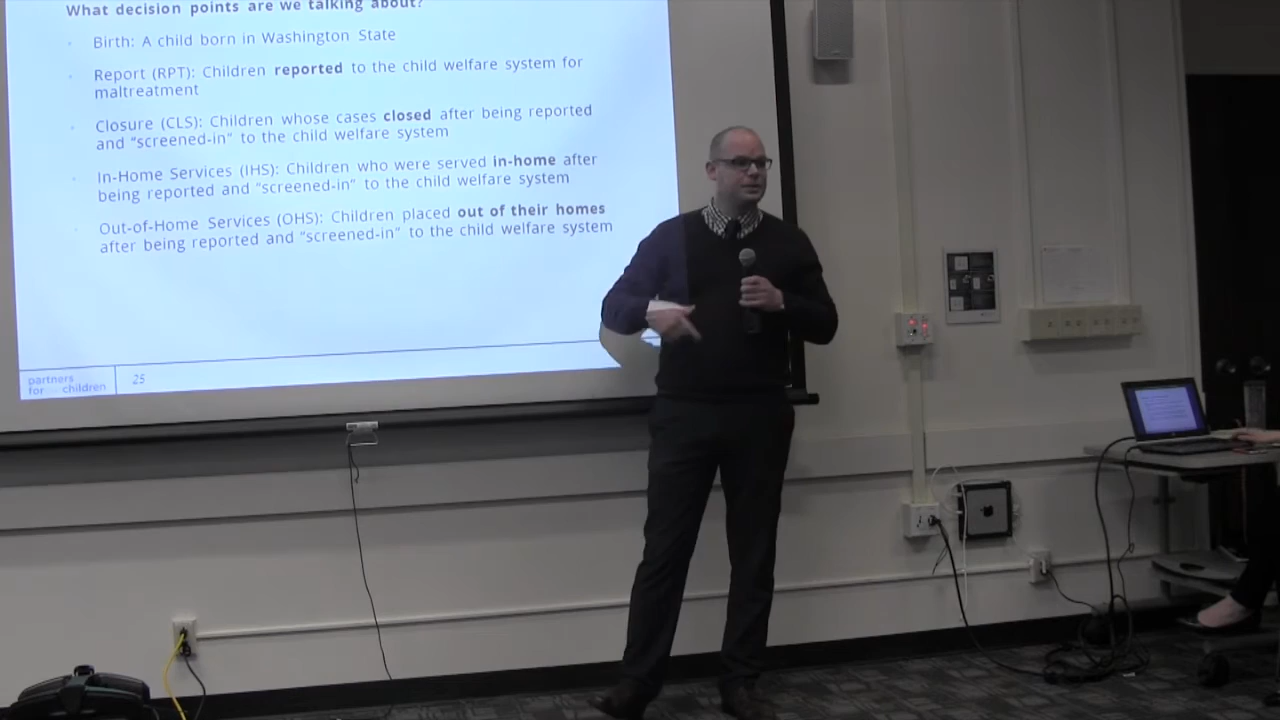 What decision points are we talking about?
Birth: A child born in Washington State
Report (RPT): Children reported to the child welfare system for
maltreatment
Closure (CLS): Children whose cases closed after being reported
and "screened-in" to the child welfare system
In-Home Services (IHS): Children who were served in-home after
being reported and "screened-in" to the child welfare system
Out-of-Home Services (OHS): Children placed out of their homes
after being reported and "screened-in" to the child welfare system
partners
for children
25